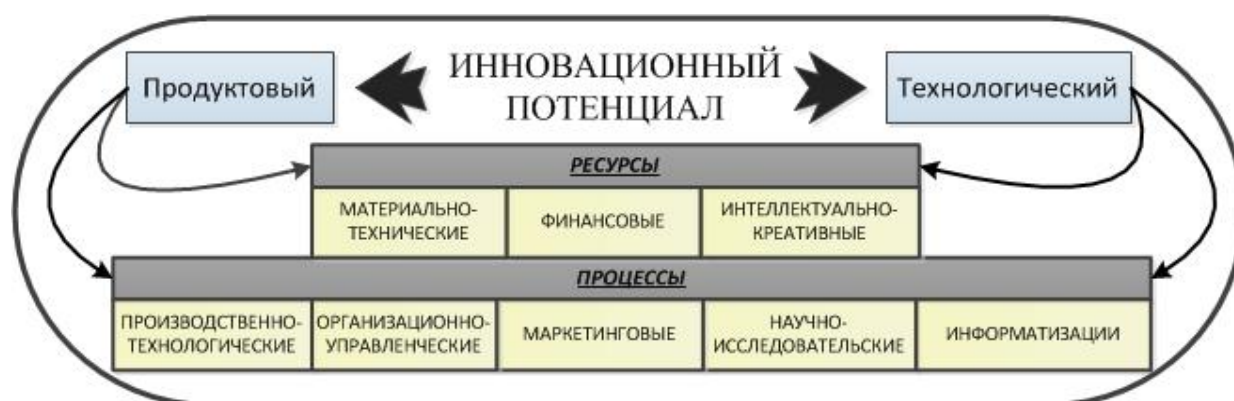 ИННОВАЦИОННЫЙ
ПОТЕНЦИАЛ
Продуктовый
Технологический
РЕСУРСЫ
МАТЕРИАЛЬНО-
ТЕХНИЧЕСКИЕ
ФИНАНСОВЫЕ
ИНТЕЛЛЕКТУАЛЬНО-
КРЕАТИВНЫЕ
ПРОЦЕССЫ
ПРОИЗВОДСТВЕННО-
ТЕХНОЛОГИЧЕСКИЕ
ОРГАНИЗАЦИОННО-
УПРАВЛЕНЧЕСКИЕ
МАРКЕТИНГОВЫЕ
НАУЧНО-
ИССЛЕДОВАТЕЛЬСКИЕ
ИНФОРМАТИЗАЦИИ